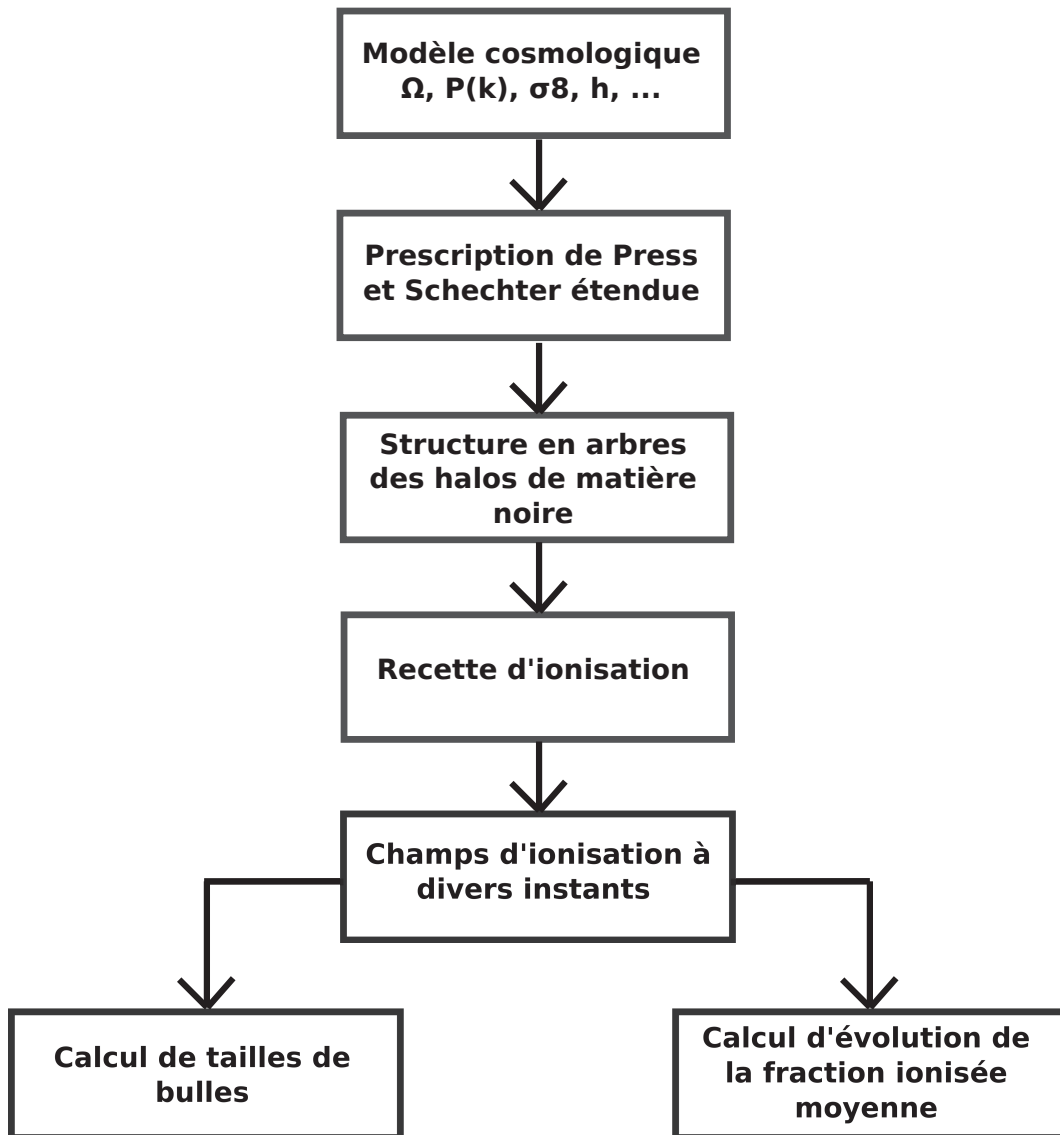 Modèle cosmologique
Ω, P(k), σ8, h, ...
Prescription de Press
et Schechter étendue
Structure en arbres
des halos de matière
noire
Recette d'ionisation
Champs d'ionisation à
divers instants
Calcul de tailles de
bulles
Calcul d'évolution de
la fraction ionisée
moyenne